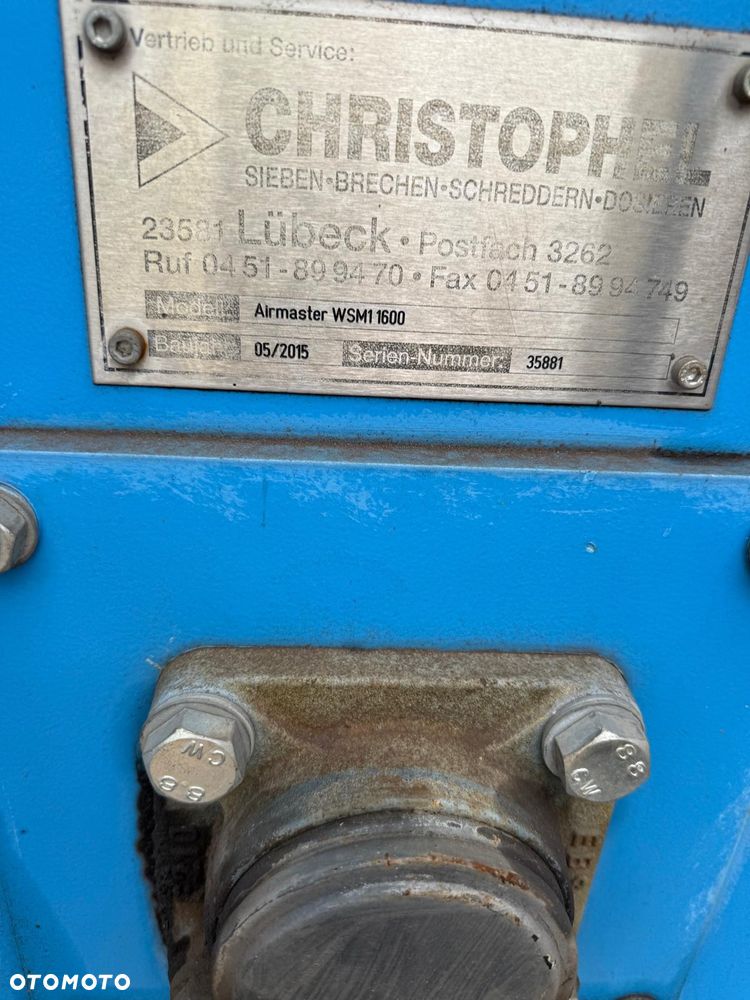 Vertrieb und Service:
CHRISTOPHEL
SIEBEN·BRECHEN·SCHREDDERN·DOSIEREN
23581 Lübeck · Postfach 3262
Ruf 04 51 - 89 94 70 · Fax 04 51 - 89 94 749
Modell: Airmaster WSM1 1600
Baujahr: 05/2015 Serien-Nummer: 35881
8.8 CW
8.8 CW
OTOMOTO